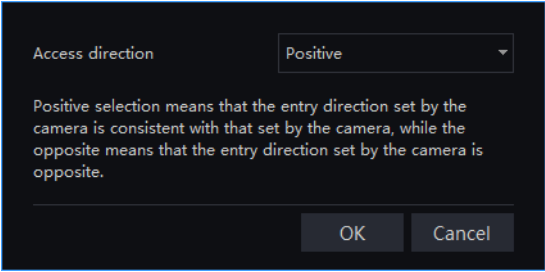 Access direction Positive
Positive selection means that the entry direction set by the
camera is consistent with that set by the camera, while the
opposite means that the entry direction set by the camera is
opposite.
OK Cancel